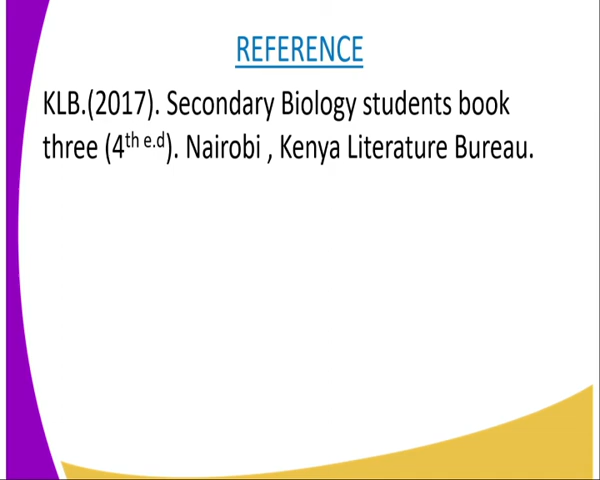 REFERENCE
KLB.(2017). Secondary Biology students book
three (4th e.d). Nairobi , Kenya Literature Bureau.